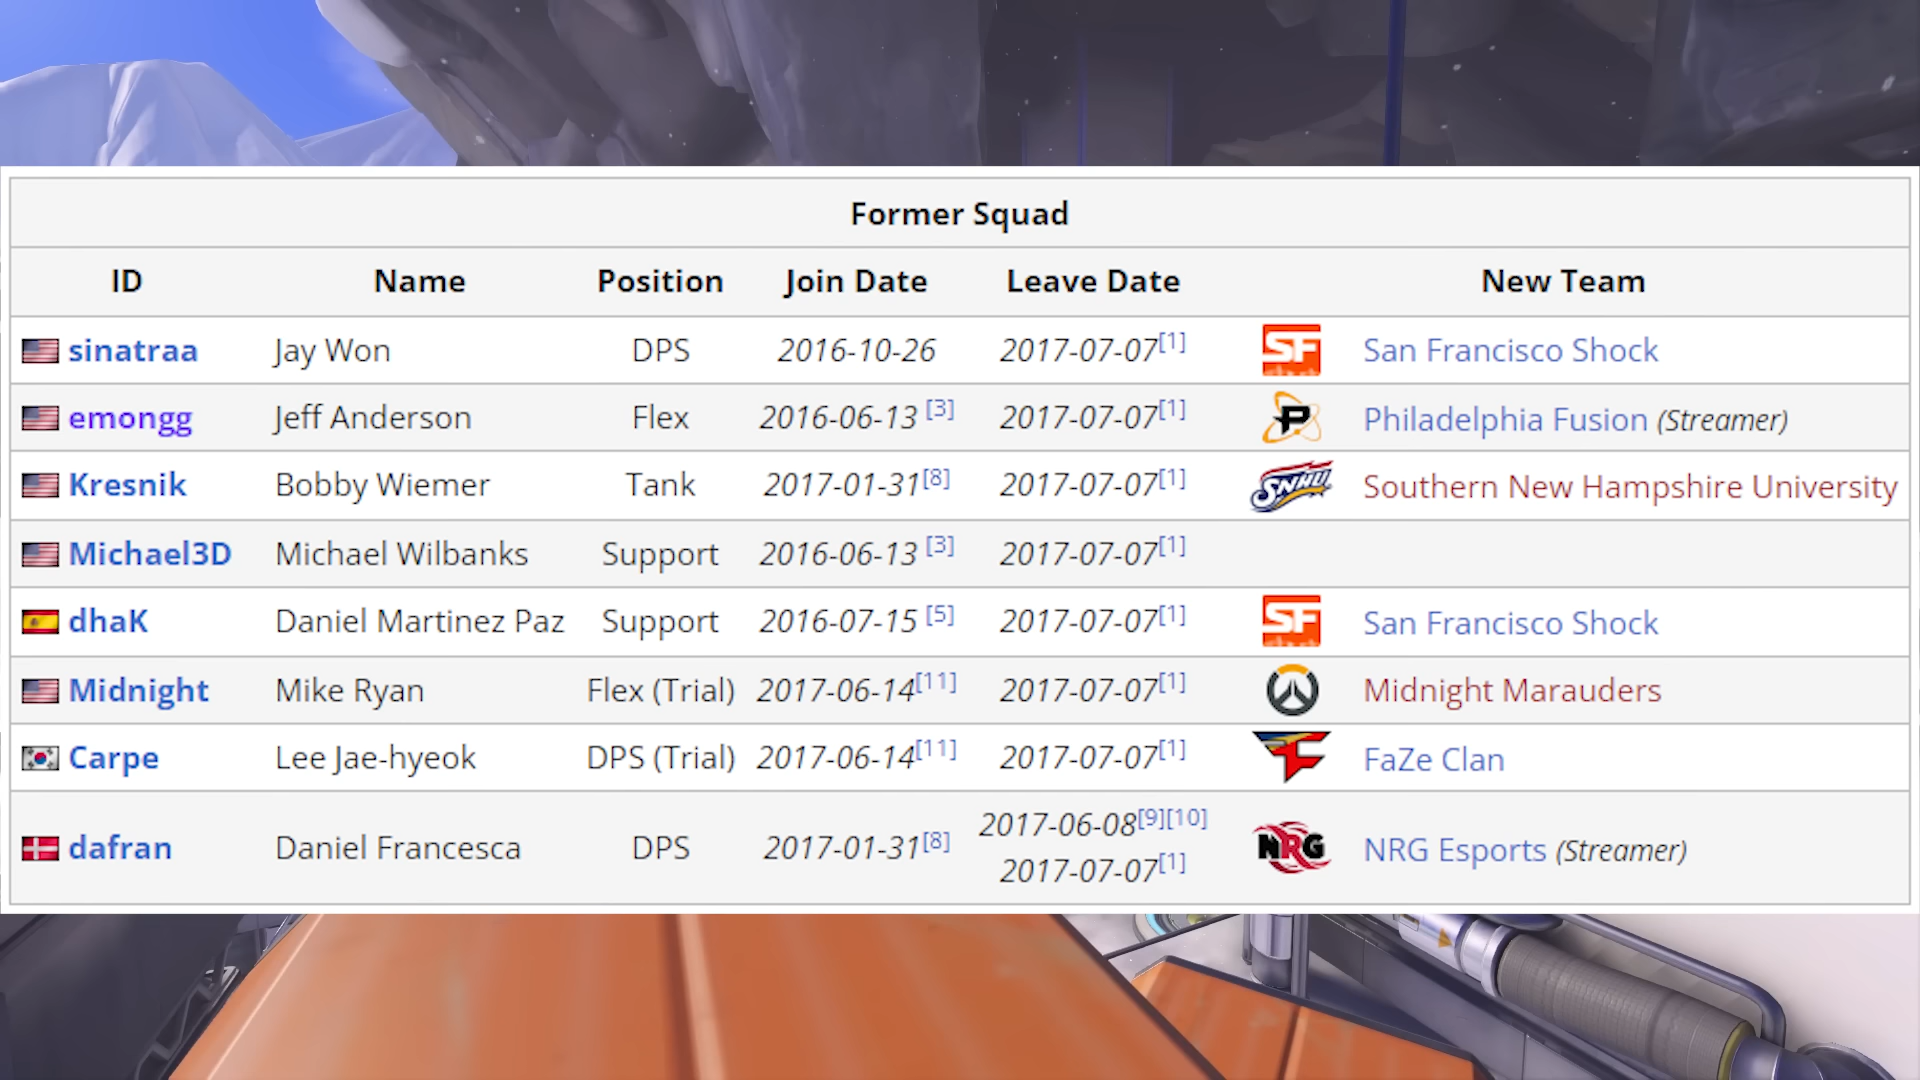 Former Squad
ID Name Position Join Date Leave Date New Team
sinatraa Jay Won DPS 2016-10-26 2017-07-07[1] SF San Francisco Shock
emongg Jeff Anderson Flex 2016-06-13 [3] 2017-07-07[1] P Philadelphia Fusion (Streamer)
Kresnik Bobby Wiemer Tank 2017-01-31[8] 2017-07-07[1] SNHU Southern New Hampshire University
Michael3D Michael Wilbanks Support 2016-06-13 [3] 2017-07-07[1]
dhaK Daniel Martinez Paz Support 2016-07-15 [5] 2017-07-07[1] SF San Francisco Shock
Midnight Mike Ryan Flex (Trial) 2017-06-14[11] 2017-07-07[1] Midnight Marauders
Carpe Lee Jae-hyeok DPS (Trial) 2017-06-14[11] 2017-07-07[1] FaZe Clan
dafran Daniel Francesca DPS 2017-01-31[8] 2017-06-08[9][10] NRG NRG Esports (Streamer)
2017-07-07[1]